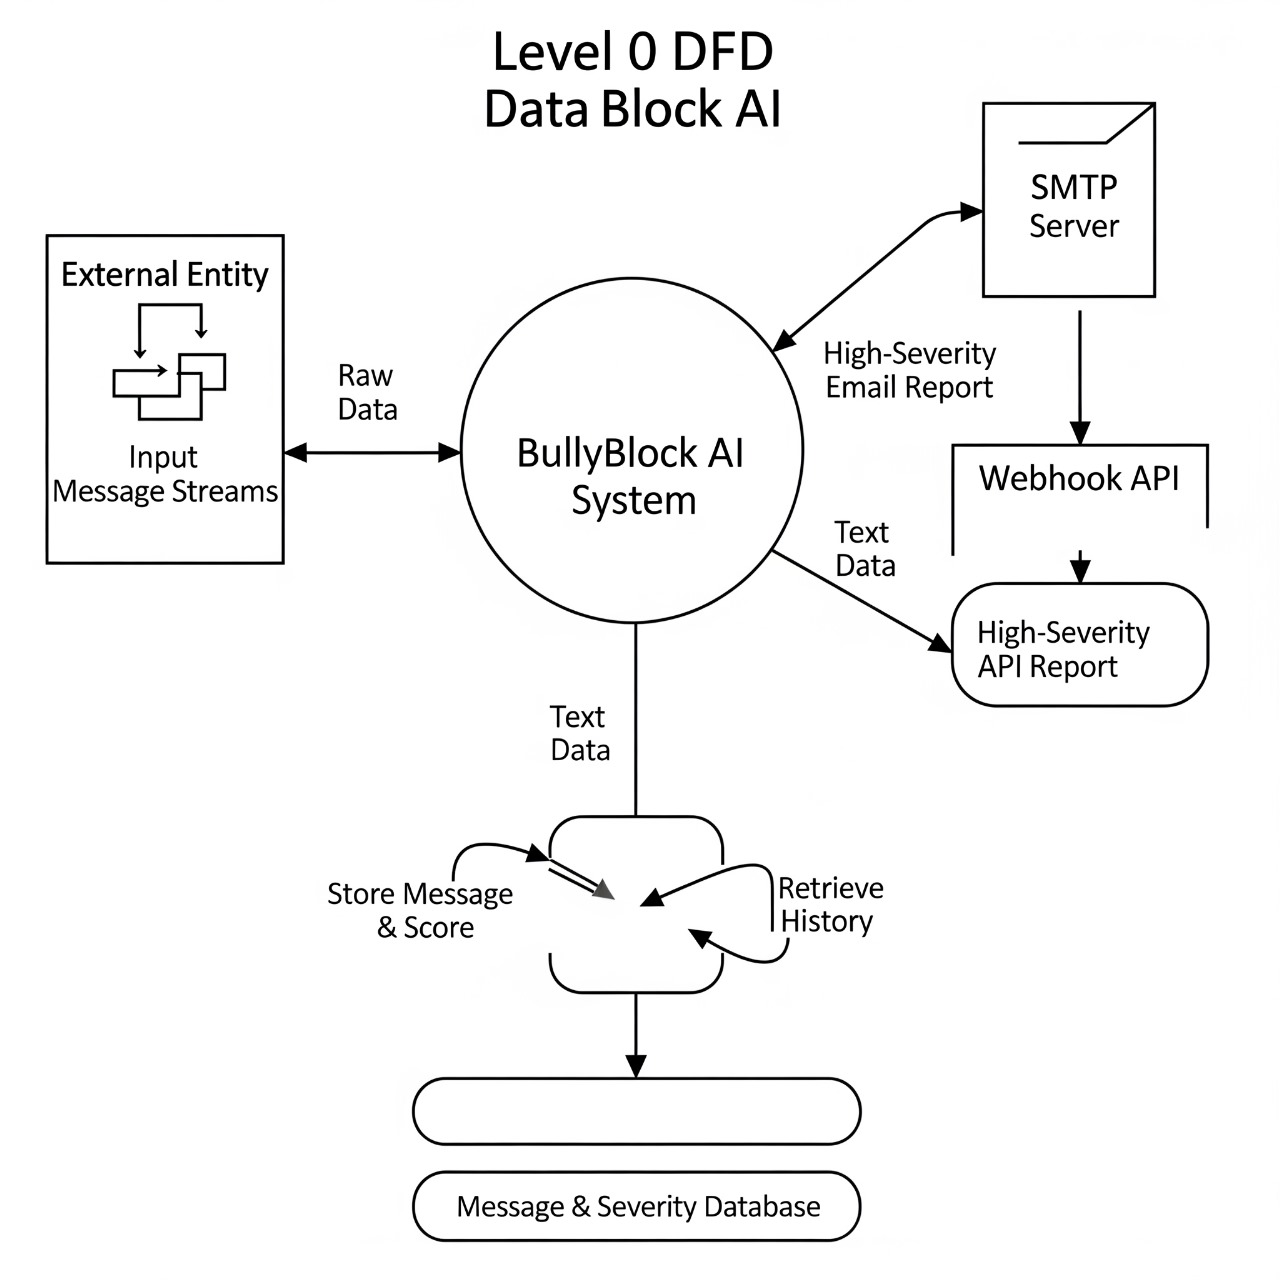 Level 0 DFD
Data Block AI
SMTP
Server
External Entity
Input
Message Streams
Raw
Data
High-Severity
Email Report
BullyBlock AI
System
Webhook API
Text
Data
High-Severity
API Report
Text
Data
Store Message
& Score
Retrieve
History
Message & Severity Database